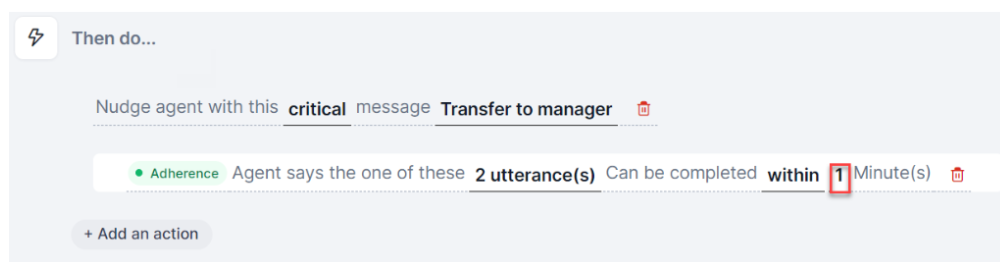 Then do...
Nudge agent with this critical message Transfer to manager
Adherence Agent says the one of these 2 utterance(s) Can be completed within 1 Minute(s)
+ Add an action